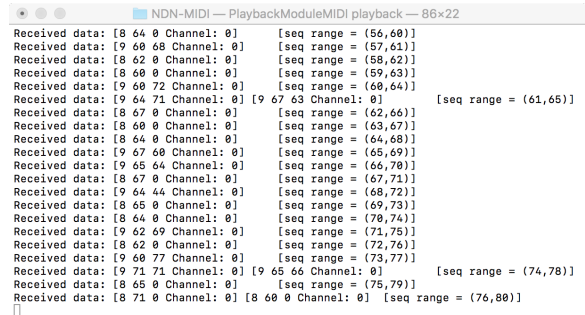 NDN-MIDI — PlaybackModuleMIDI playback — 86×22
Received data: [8 64 0 Channel: 0] [seq range = (56,60)]
Received data: [9 60 68 Channel: 0] [seq range = (57,61)]
Received data: [8 62 0 Channel: 0] [seq range = (58,62)]
Received data: [8 60 0 Channel: 0] [seq range = (59,63)]
Received data: [9 60 72 Channel: 0] [seq range = (60,64)]
Received data: [9 64 71 Channel: 0] [9 67 63 Channel: 0] [seq range = (61,65)]
Received data: [8 67 0 Channel: 0] [seq range = (62,66)]
Received data: [8 60 0 Channel: 0] [seq range = (63,67)]
Received data: [8 64 0 Channel: 0] [seq range = (64,68)]
Received data: [9 67 60 Channel: 0] [seq range = (65,69)]
Received data: [9 65 64 Channel: 0] [seq range = (66,70)]
Received data: [8 67 0 Channel: 0] [seq range = (67,71)]
Received data: [9 64 44 Channel: 0] [seq range = (68,72)]
Received data: [8 65 0 Channel: 0] [seq range = (69,73)]
Received data: [8 64 0 Channel: 0] [seq range = (70,74)]
Received data: [9 62 69 Channel: 0] [seq range = (71,75)]
Received data: [8 62 0 Channel: 0] [seq range = (72,76)]
Received data: [9 60 77 Channel: 0] [seq range = (73,77)]
Received data: [9 71 71 Channel: 0] [9 65 66 Channel: 0] [seq range = (74,78)]
Received data: [8 65 0 Channel: 0] [seq range = (75,79)]
Received data: [8 71 0 Channel: 0] [8 60 0 Channel: 0] [seq range = (76,80)]